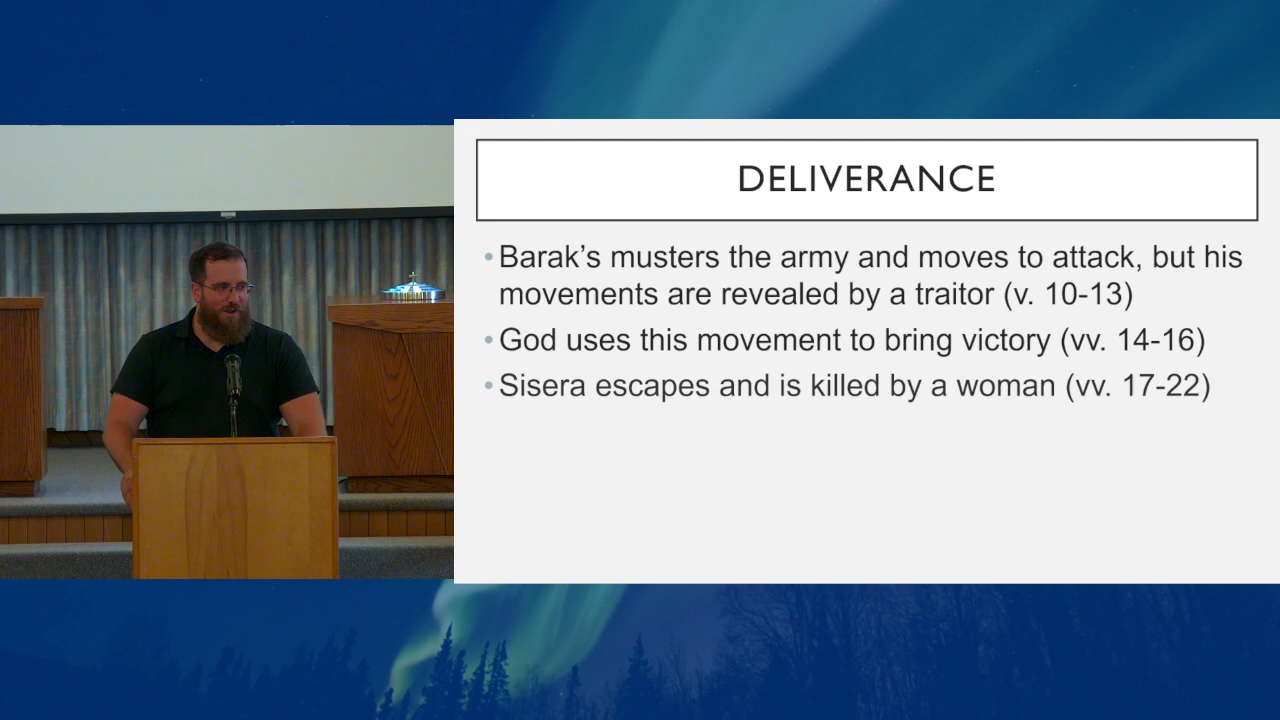 DELIVERANCE
•Barak’s musters the army and moves to attack, but his
movements are revealed by a traitor (v. 10-13)
•God uses this movement to bring victory (vv. 14-16)
•Sisera escapes and is killed by a woman (vv. 17-22)